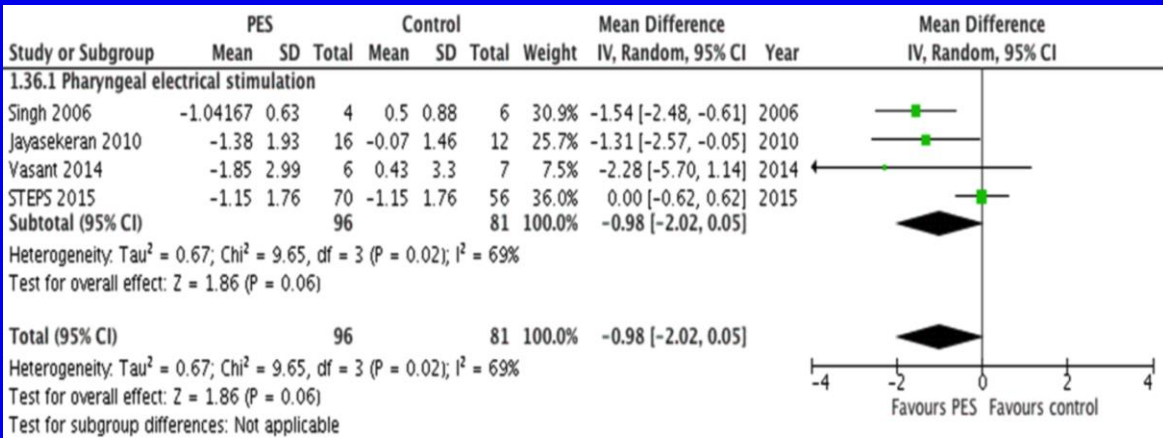 PES Control Mean Difference Mean Difference
Study or Subgroup Mean SD Total Mean SD Total Weight IV, Random, 95% CI Year IV, Random, 95% CI
1.36.1 Pharyngeal electrical stimulation
Singh 2006 -1.04167 0.63 4 0.5 0.88 6 30.9% -1.54 [-2.48, -0.61] 2006
Jayasekeran 2010 -1.38 1.93 16 -0.07 1.46 12 25.7% -1.31 [-2.57, -0.05] 2010
Vasant 2014 -1.85 2.99 6 0.43 3.3 7 7.5% -2.28 [-5.70, 1.14] 2014
STEPS 2015 -1.15 1.76 70 -1.15 1.76 56 36.0% 0.00 [-0.62, 0.62] 2015
Subtotal (95% CI) 96 81 100.0% -0.98 [-2.02, 0.05]
Heterogeneity: Tau² = 0.67; Chi² = 9.65, df = 3 (P = 0.02); I² = 69%
Test for overall effect: Z = 1.86 (P = 0.06)
Total (95% CI) 96 81 100.0% -0.98 [-2.02, 0.05]
Heterogeneity: Tau² = 0.67; Chi² = 9.65, df = 3 (P = 0.02); I² = 69%
Test for overall effect: Z = 1.86 (P = 0.06)
Test for subgroup differences: Not applicable
-4 -2 0 2 4
Favours PES Favours control